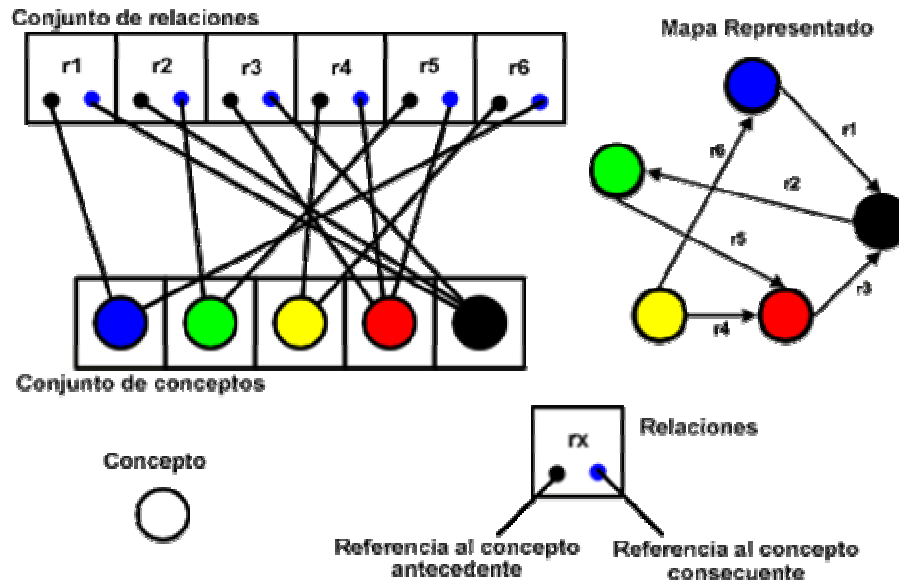 Conjunto de relaciones
r1 r2 r3 r4 r5 r6
Conjunto de conceptos
Mapa Representado
r1
r6
r2
r5
r3
r4
Concepto
rx
Relaciones
Referencia al concepto
antecedente
Referencia al concepto
consecuente